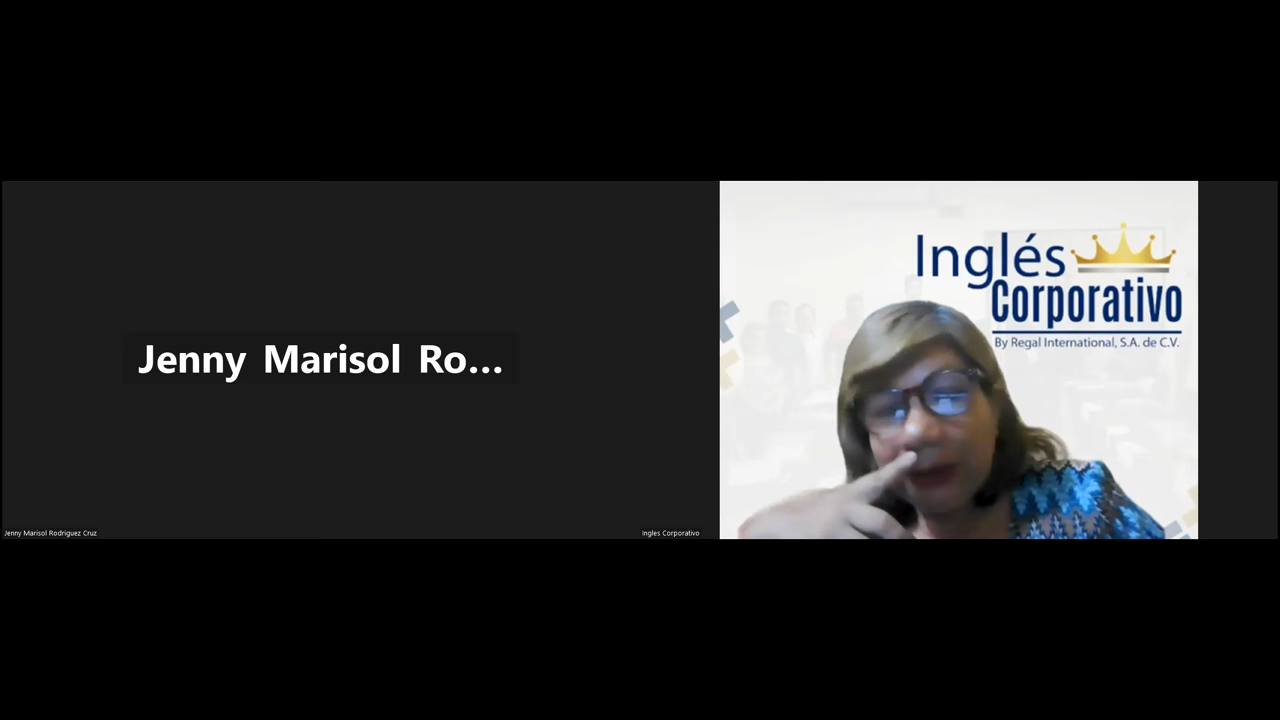 Jenny Marisol Ro...
Jenny Marisol Rodriguez Cruz
Ingles Corporativo
Inglés
Corporativo
By Regal International, S.A. de C.V.